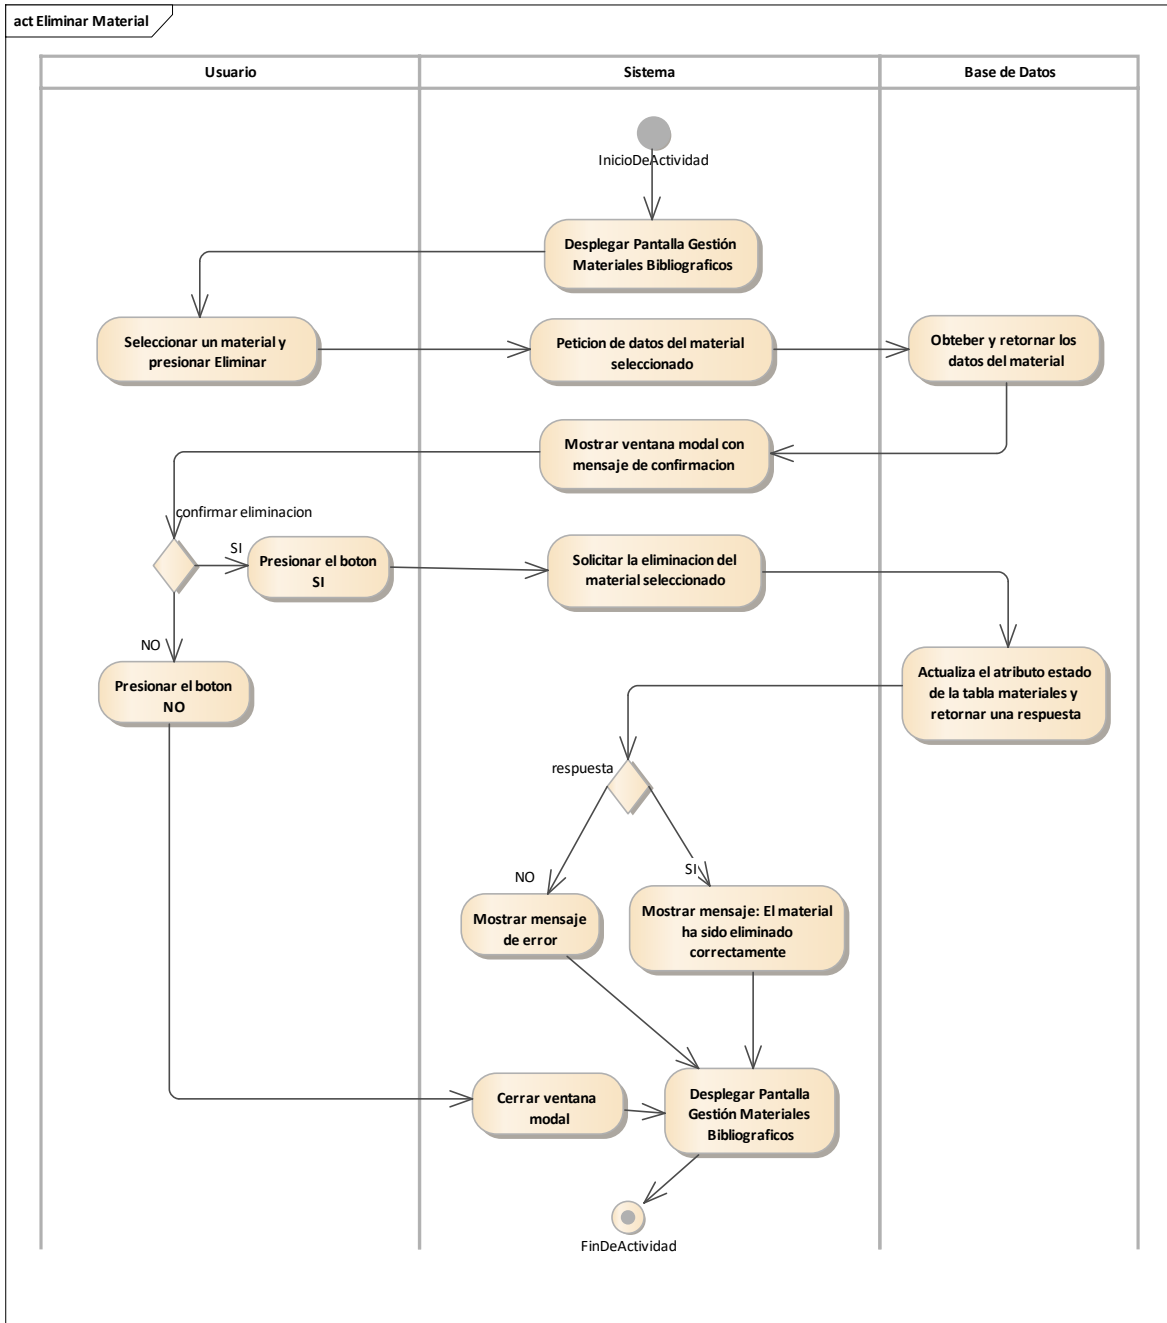 act Eliminar Material
Usuario
Sistema
Base de Datos
InicioDeActividad
Desplegar Pantalla Gestión
Materiales Bibliograficos
Seleccionar un material y
presionar Eliminar
Peticion de datos del material
seleccionado
Obteber y retornar los
datos del material
Mostrar ventana modal con
mensaje de confirmacion
confirmar eliminacion
SI
Presionar el boton
SI
Solicitar la eliminacion del
material seleccionado
NO
Presionar el boton
NO
Actualiza el atributo estado
de la tabla materiales y
retornar una respuesta
respuesta
NO
SI
Mostrar mensaje
de error
Mostrar mensaje: El material
ha sido eliminado
correctamente
Cerrar ventana
modal
Desplegar Pantalla
Gestión Materiales
Bibliograficos
FinDeActividad